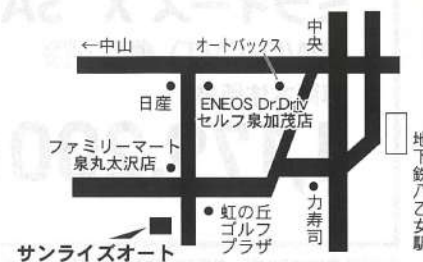 ←中山
オートバックス
中央
日産
ENEOS Dr.Driv
セルフ泉加茂店
ファミリーマート
泉丸太沢店
虹の丘
ゴルフ
プラザ
力寿司
地下鉄八乙女駅
サンライズオート